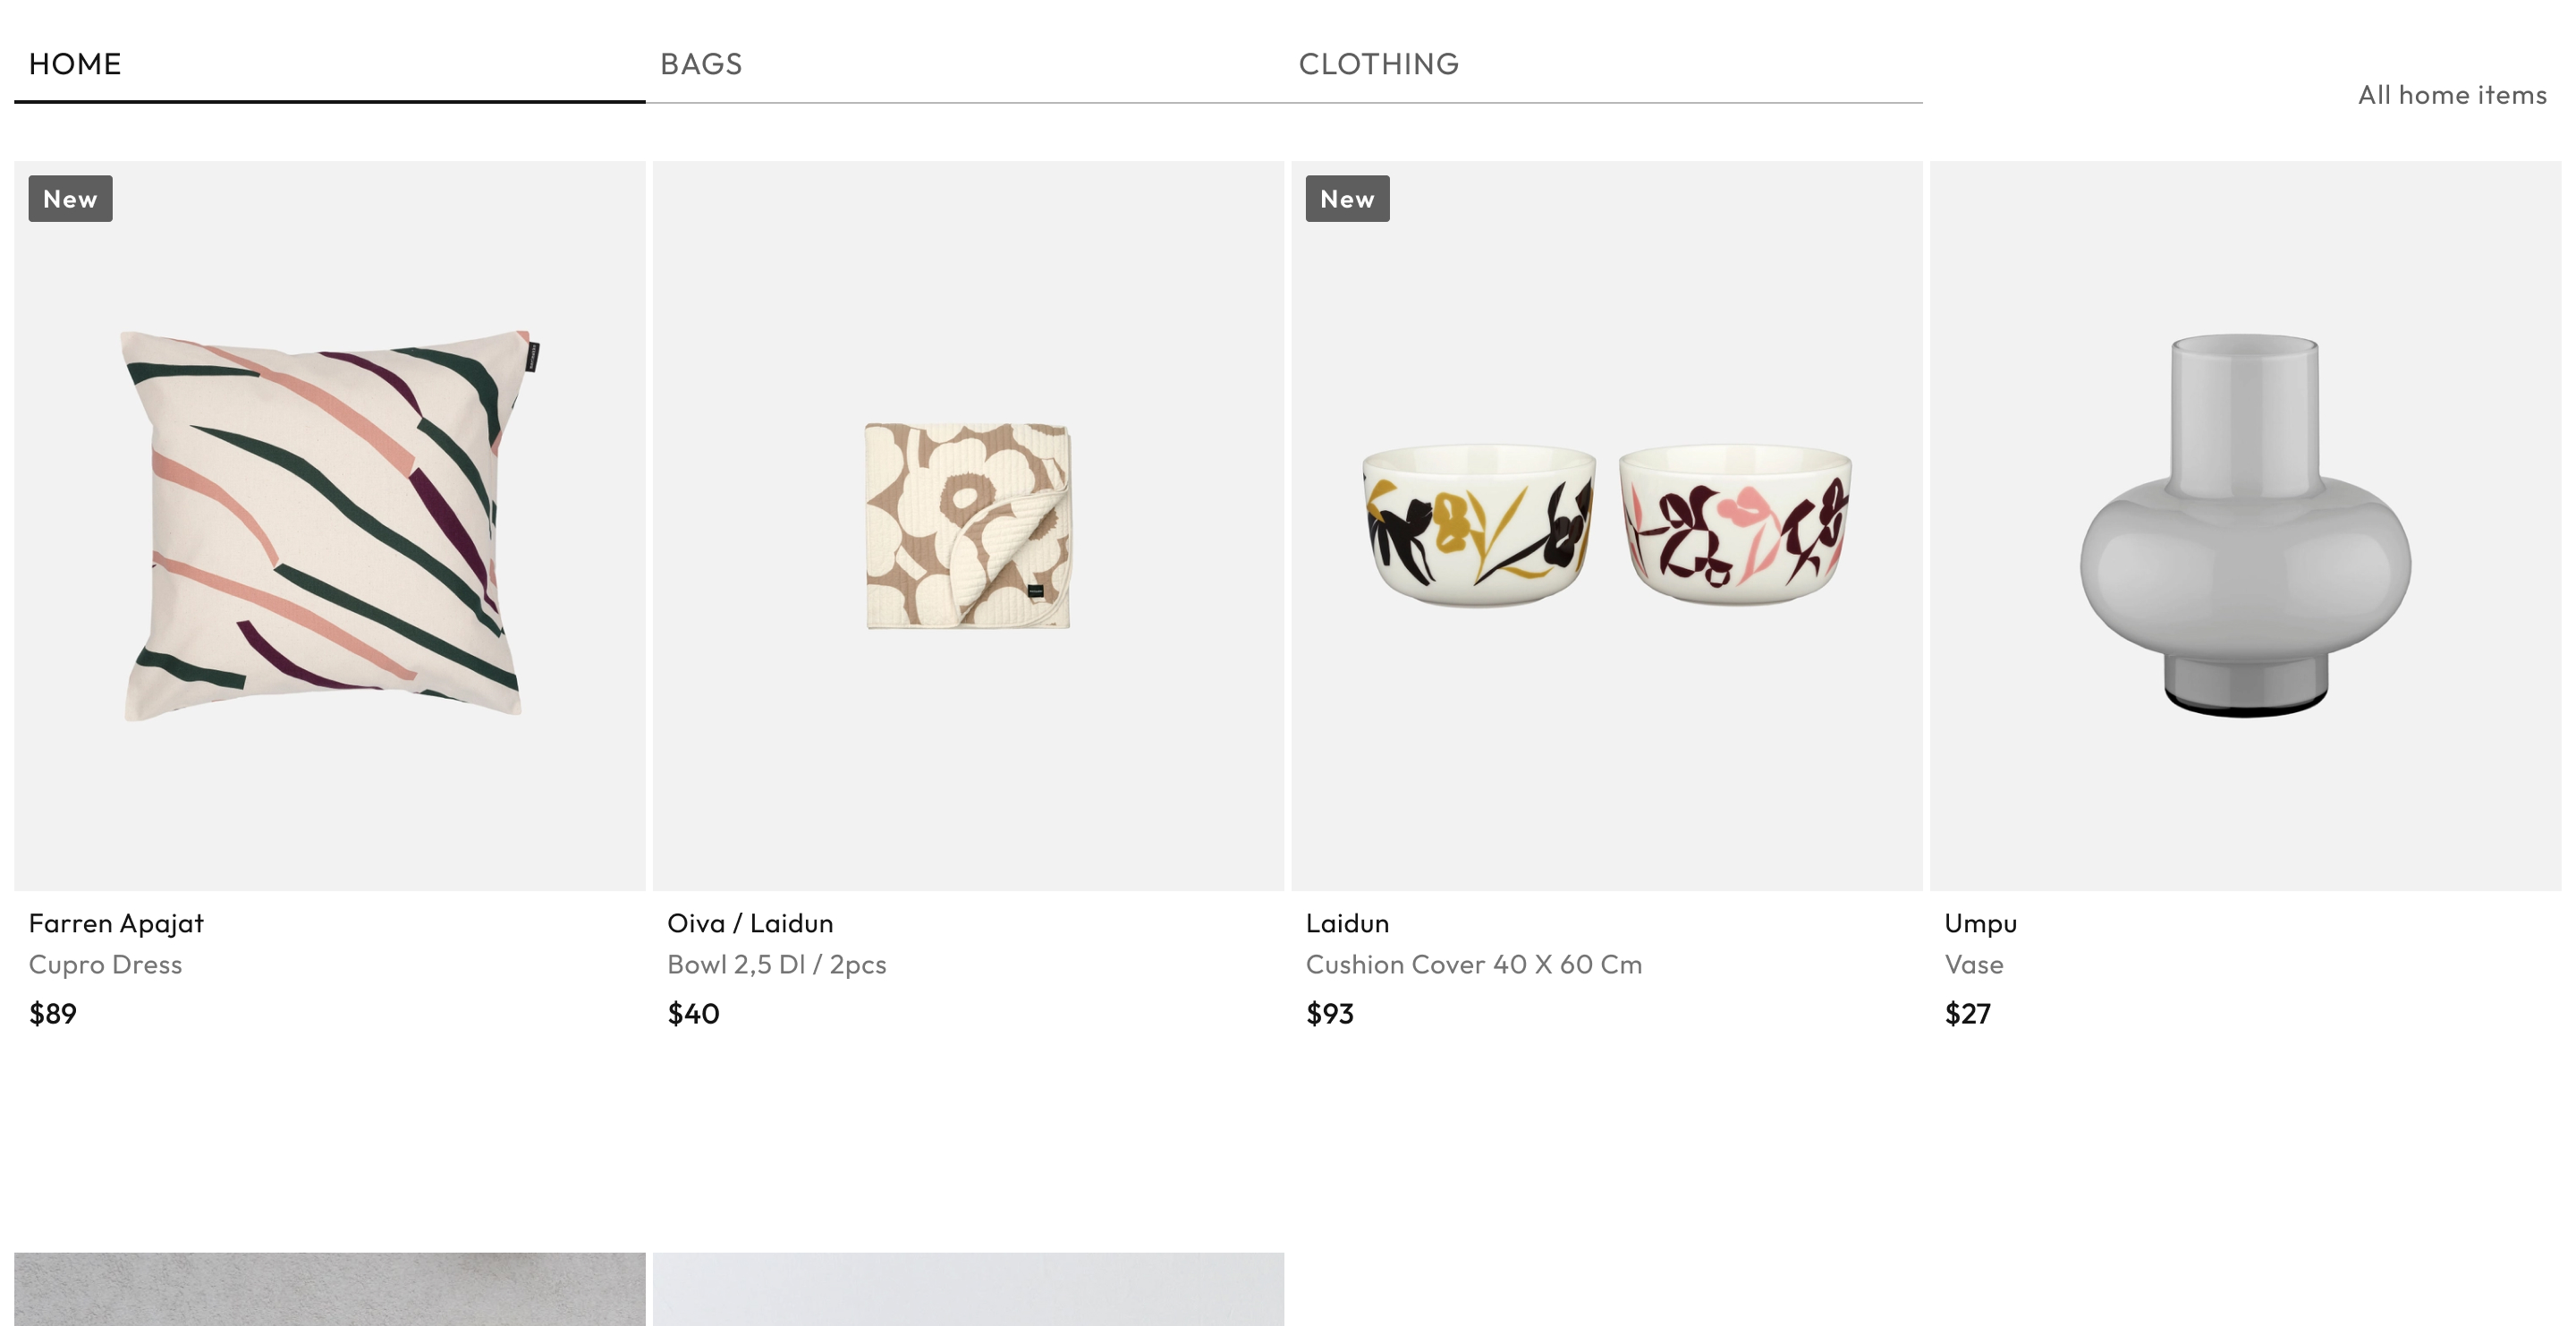 HOME
BAGS
CLOTHING
All home items
New
New
Farren Apajat
Cupro Dress
$89
Oiva / Laidun
Bowl 2,5 Dl / 2pcs
$40
Laidun
Cushion Cover 40 X 60 Cm
$93
Umpu
Vase
$27